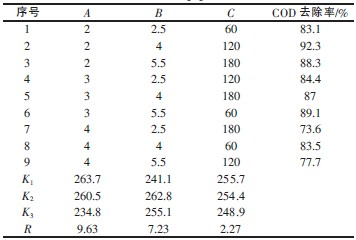 序号 A B C COD 去除率/%
1 2 2.5 60 83.1
2 2 4 120 92.3
3 2 5.5 180 88.3
4 3 2.5 120 84.4
5 3 4 180 87
6 3 5.5 60 89.1
7 4 2.5 180 73.6
8 4 4 60 83.5
9 4 5.5 120 77.7
K₁ 263.7 241.1 255.7
K₂ 260.5 262.8 254.4
K₃ 234.8 255.1 248.9
R 9.63 7.23 2.27